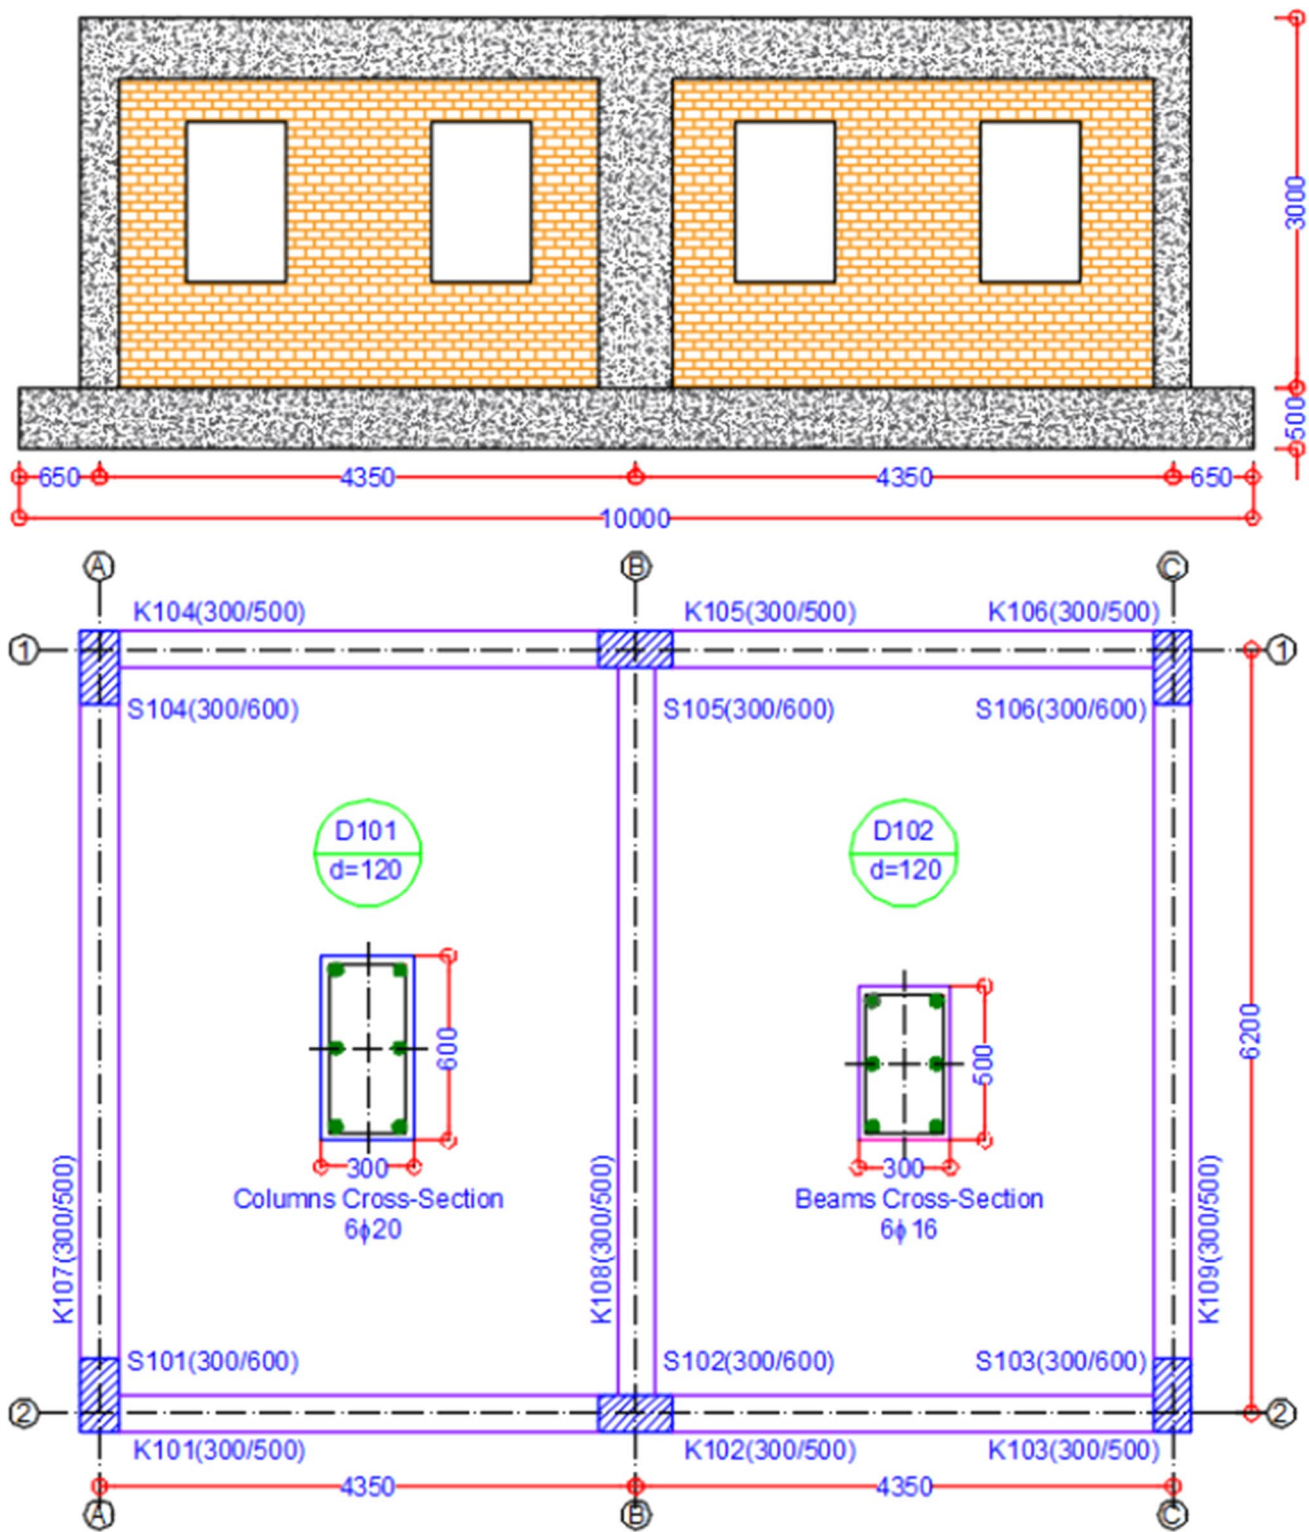 3000
500
650
4350
4350
650
10000
A
B
C
K104(300/500)
K105(300/500)
K106(300/500)
1
1
S104(300/600)
S105(300/600)
S106(300/600)
D101
d=120
D102
d=120
600
500
6200
300
300
Columns Cross-Section
6ϕ20
Beams Cross-Section
6ϕ16
K107(300/500)
K108(300/500)
K109(300/500)
S101(300/600)
S102(300/600)
S103(300/600)
2
2
K101(300/500)
K102(300/500)
K103(300/500)
4350
4350
A
B
C